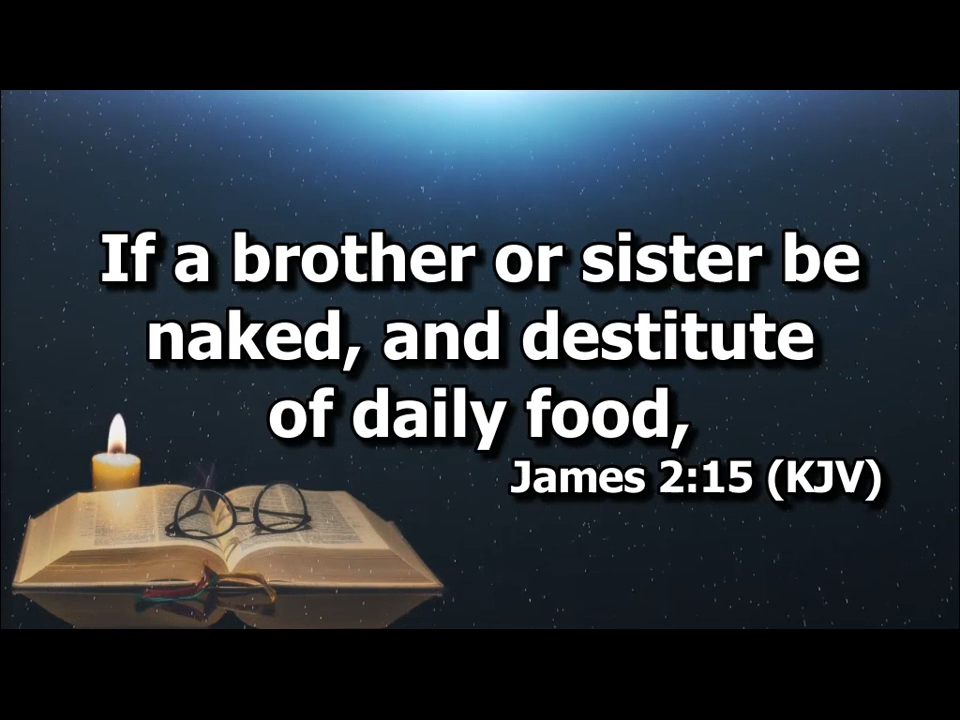 If a brother or sister be
naked, and destitute
of daily food,
James 2:15 (KJV)